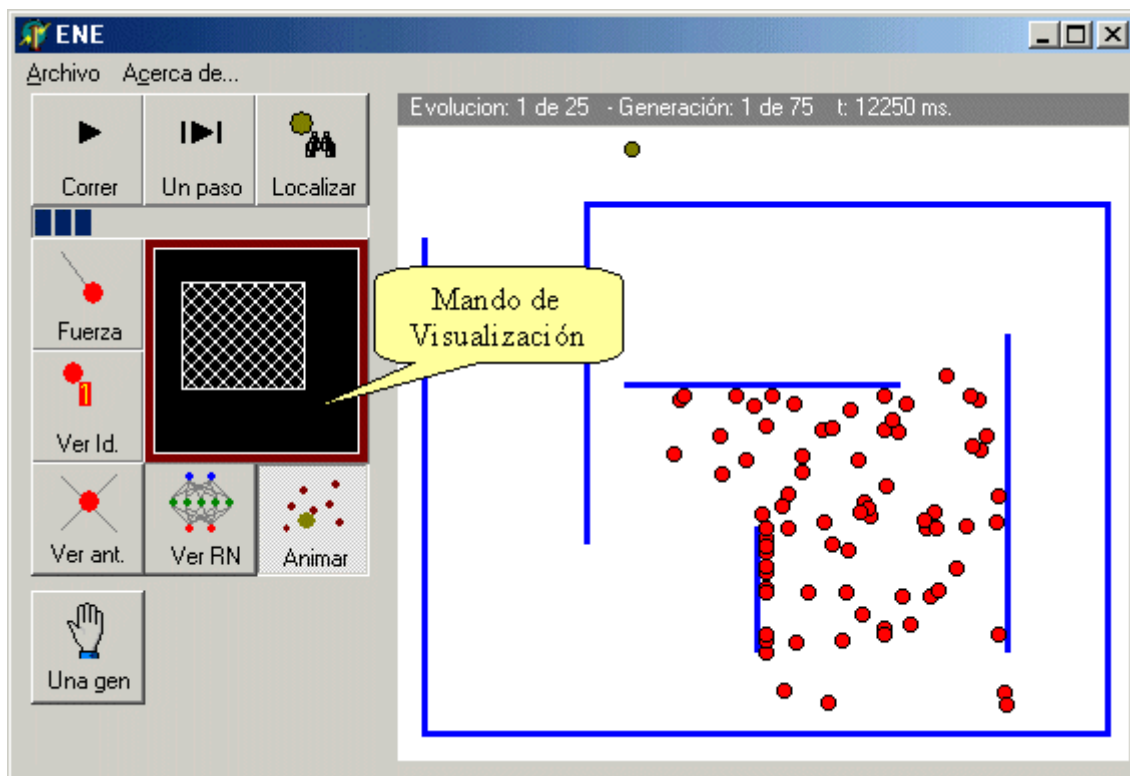 ENE
Archivo Acerca de...
Evolucion: 1 de 25 - Generación: 1 de 75 t: 12250 ms.
Correr
Un paso
Localizar
Fuerza
Mando de
Visualización
1
Ver Id.
Ver ant.
Ver RN
Animar
Una gen